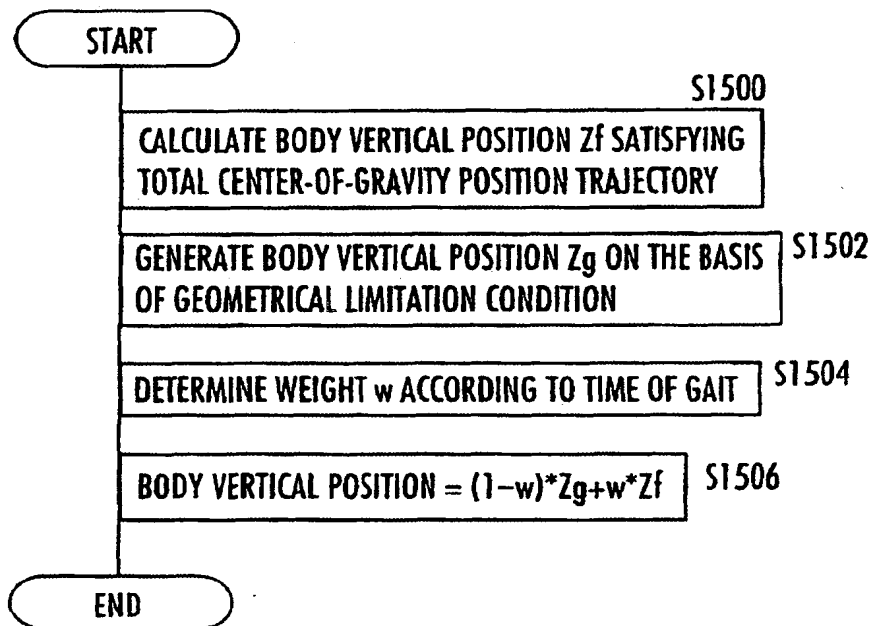 START
S1500
CALCULATE BODY VERTICAL POSITION Zf SATISFYING
TOTAL CENTER-OF-GRAVITY POSITION TRAJECTORY
S1502
GENERATE BODY VERTICAL POSITION Zg ON THE BASIS
OF GEOMETRICAL LIMITATION CONDITION
S1504
DETERMINE WEIGHT w ACCORDING TO TIME OF GAIT
BODY VERTICAL POSITION = (1-w)*Zg+w*Zf
S1506
END